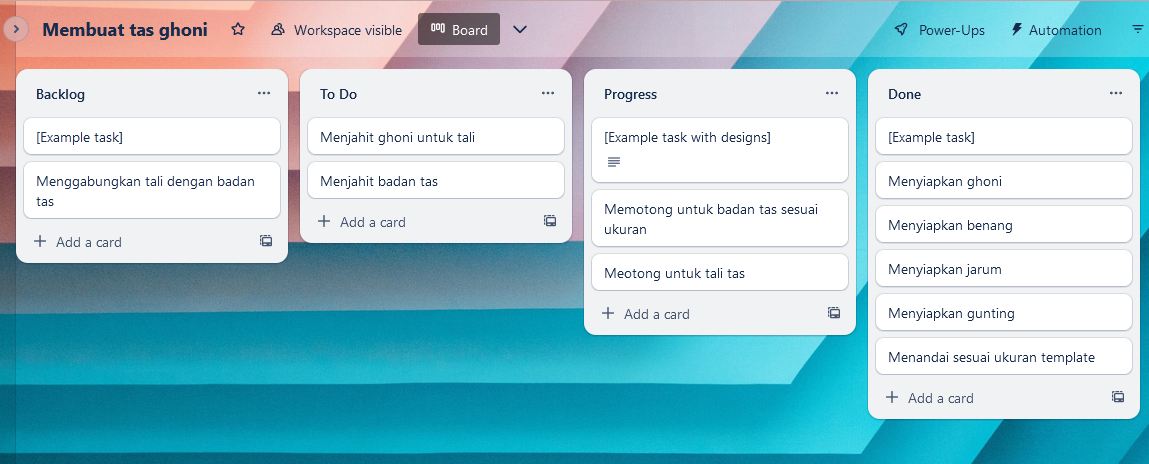 Membuat tas ghoni
Workspace visible
Board
Power-Ups
Automation
Backlog
[Example task]
Menggabungkan tali dengan badan
tas
Add a card
To Do
Menjahit ghoni untuk tali
Menjahit badan tas
Add a card
Progress
[Example task with designs]
Memotong untuk badan tas sesuai
ukuran
Meotong untuk tali tas
Add a card
Done
[Example task]
Menyiapkan ghoni
Menyiapkan benang
Menyiapkan jarum
Menyiapkan gunting
Menandai sesuai ukuran template
Add a card